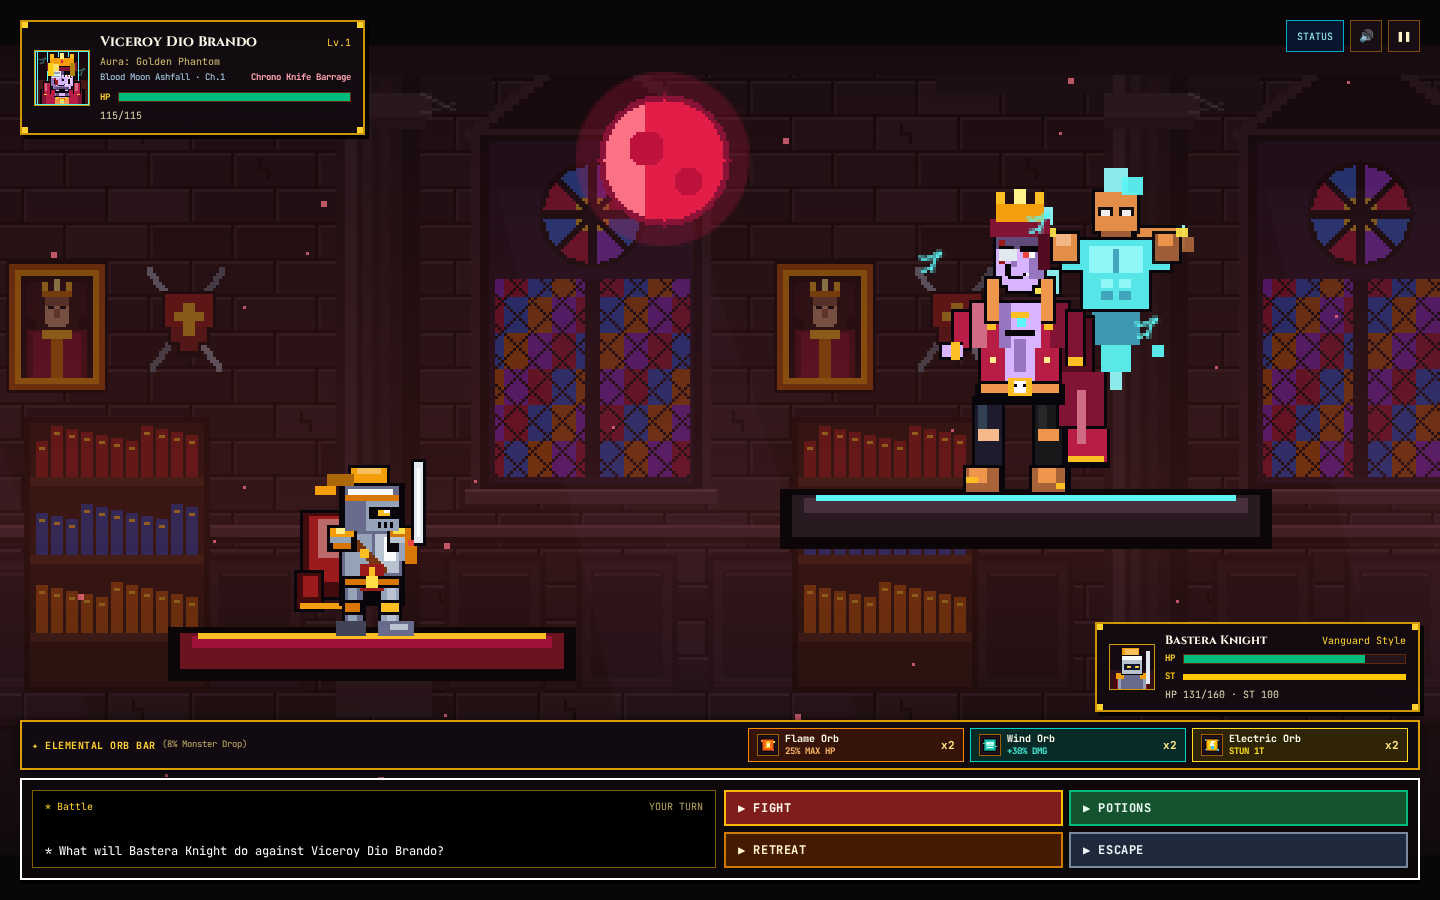 VICEROY DIO BRANDO Lv.1
Aura: Golden Phantom
Blood Moon Ashfall · Ch.1 Chrono Knife Barrage
HP
115/115
STATUS
BASTERA KNIGHT Vanguard Style
HP
ST
HP 131/160 · ST 100
✦ ELEMENTAL ORB BAR (8% Monster Drop)
Flame Orb
25% MAX HP
x2
Wind Orb
+30% DMG
x2
Electric Orb
STUN 1T
x2
* Battle YOUR TURN
* What will Bastera Knight do against Viceroy Dio Brando?
▶ FIGHT
▶ POTIONS
▶ RETREAT
▶ ESCAPE